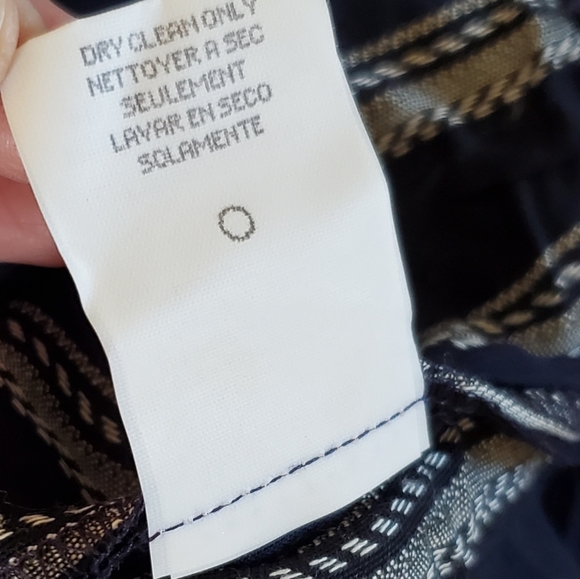 DRY CLEAN ONLY
NETTOYER A SEC
SEULEMENT
LAVAR EN SECO
SOLAMENTE